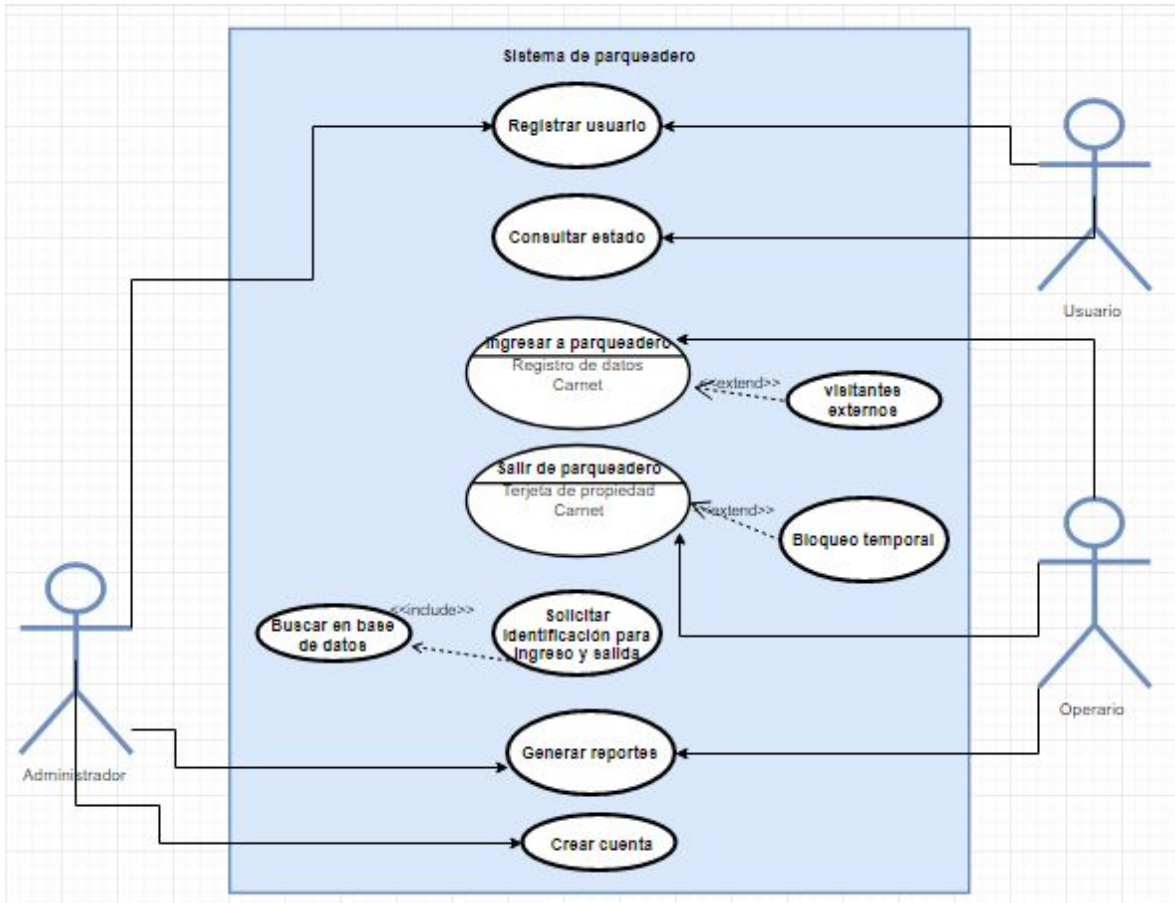 Sistema de parqueadero
Registrar usuario
Consultar estado
Usuario
Ingresar a parqueadero
Registro de datos
Carnet
<<extend>>
visitantes
externos
Salir de parqueadero
Terjeta de propiedad
Carnet
<<extend>>
Bloqueo temporal
Buscar en base
de datos
<<include>>
Solicitar
identificación para
ingreso y salida
Operario
Generar reportes
Administrador
Crear cuenta